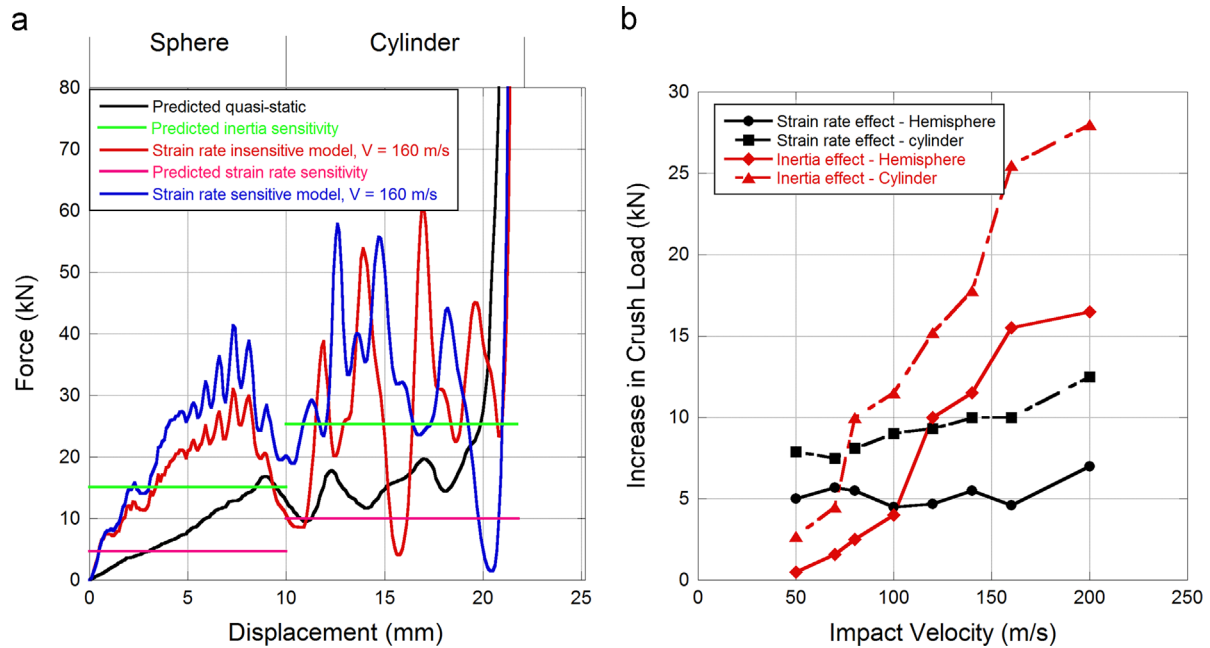 a
Sphere
Cylinder
80
70
60
50
40
30
20
10
0
Force (kN)
Predicted quasi-static
Predicted inertia sensitivity
Strain rate insensitive model, V = 160 m/s
Predicted strain rate sensitivity
Strain rate sensitive model, V = 160 m/s
0
5
10
15
20
25
Displacement (mm)
b
30
25
20
15
10
5
0
Increase in Crush Load (kN)
Strain rate effect - Hemisphere
Strain rate effect - cylinder
Inertia effect - Hemisphere
Inertia effect - Cylinder
0
50
100
150
200
250
Impact Velocity (m/s)